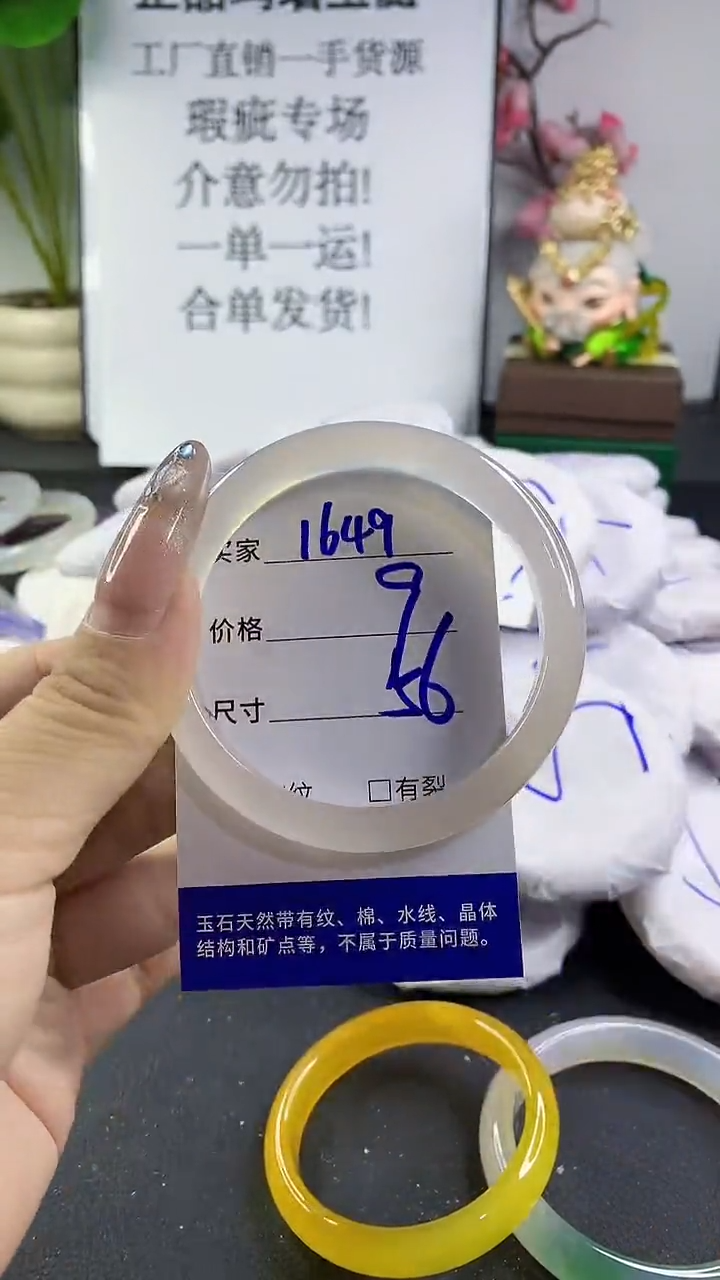 工厂直销一手货源
瑕疵专场
介意勿拍!
一单一运!
合单发货!
买家 1649
价格 9
尺寸 56
纹 □有裂
玉石天然带有纹、棉、水线、晶体
结构和矿点等，不属于质量问题。